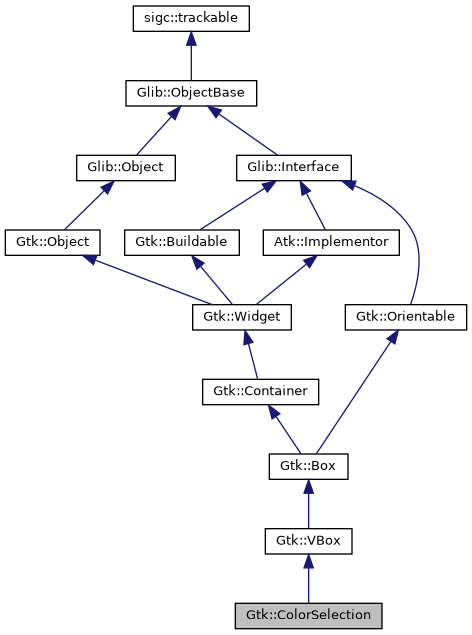 sigc::trackable
Glib::ObjectBase
Glib::Object
Glib::Interface
Gtk::Object
Gtk::Buildable
Atk::Implementor
Gtk::Widget
Gtk::Orientable
Gtk::Container
Gtk::Box
Gtk::VBox
Gtk::ColorSelection